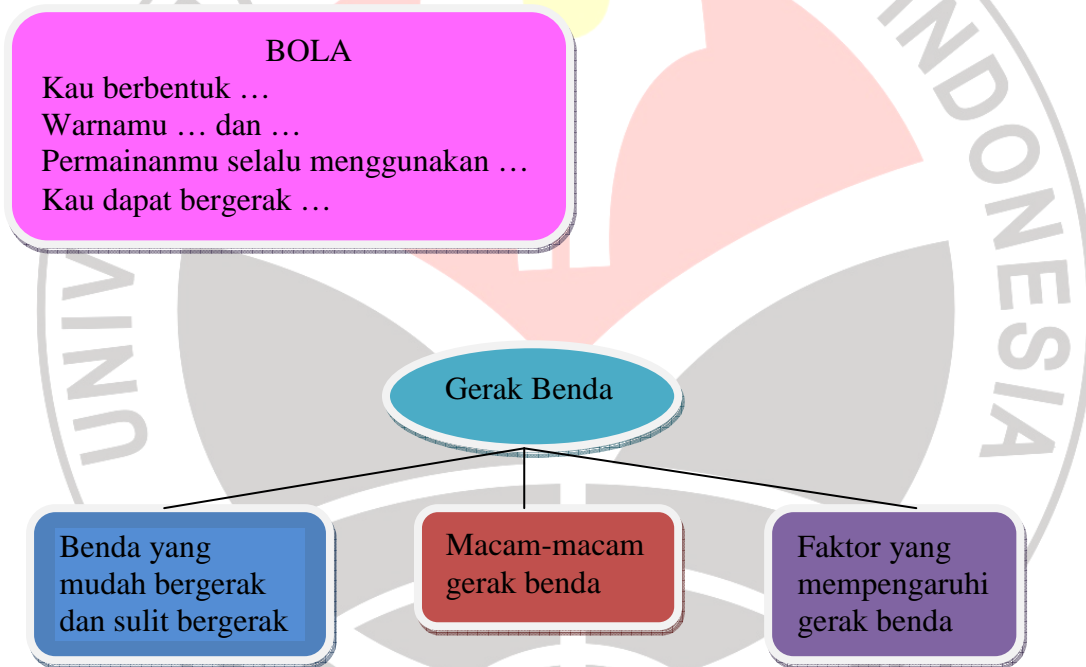 BOLA
Kau berbentuk …
Warnamu … dan …
Permainanmu selalu menggunakan …
Kau dapat bergerak …
Gerak Benda
Benda yang
mudah bergerak
dan sulit bergerak
Macam-macam
gerak benda
Faktor yang
mempengaruhi
gerak benda
UNIV
INDONESIA